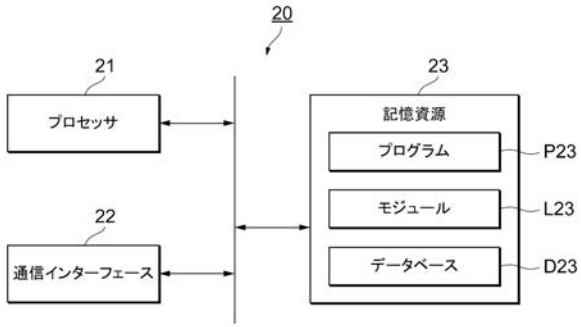 20
21
プロセッサ
22
通信インターフェース
23
記憶資源
プログラム
P23
モジュール
L23
データベース
D23